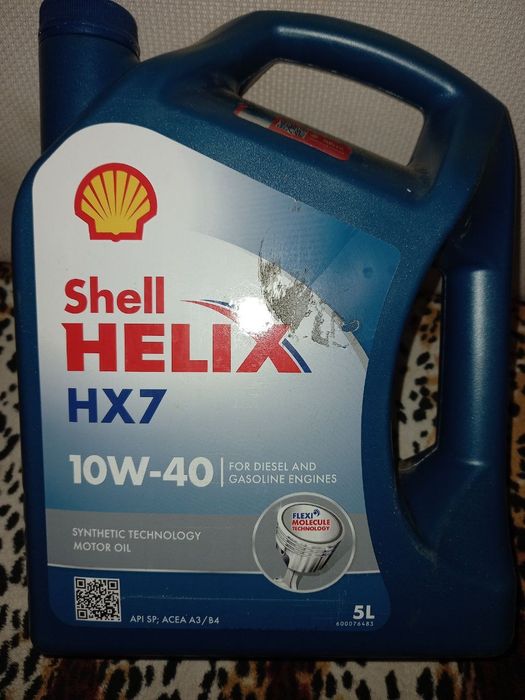 Shell
HELIX
HX7
10W-40
FOR DIESEL AND
GASOLINE ENGINES
SYNTHETIC TECHNOLOGY
MOTOR OIL
FLEXI
MOLECULE
TECHNOLOGY
API SP; ACEA A3/B4
5L
600076483